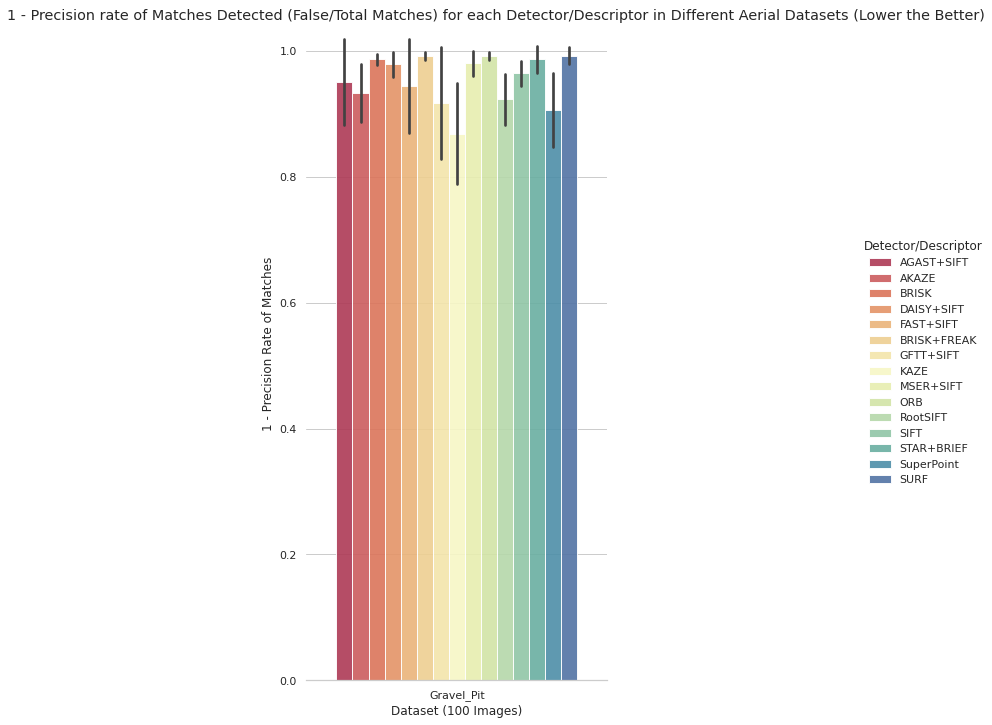 1 - Precision rate of Matches Detected (False/Total Matches) for each Detector/Descriptor in Different Aerial Datasets (Lower the Better)
1.0
0.8
0.6
0.4
0.2
0.0
1 - Precision Rate of Matches
Gravel_Pit
Dataset (100 Images)
Detector/Descriptor
AGAST+SIFT
AKAZE
BRISK
DAISY+SIFT
FAST+SIFT
BRISK+FREAK
GFTT+SIFT
KAZE
MSER+SIFT
ORB
RootSIFT
SIFT
STAR+BRIEF
SuperPoint
SURF